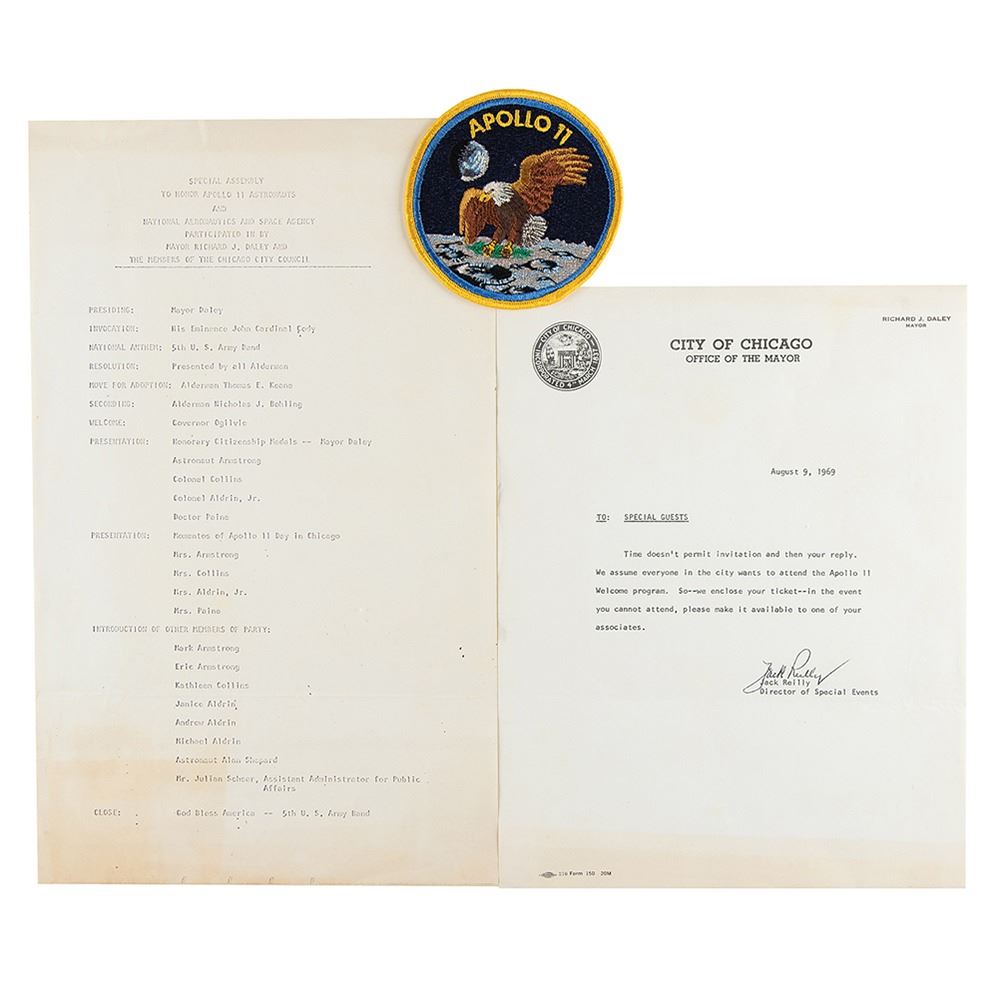 APOLLO 11
SPECIAL ASSEMBLY
TO HONOR APOLLO 11 ASTRONAUTS
AND
NATIONAL AERONAUTICS AND SPACE AGENCY
PARTICIPATED IN BY
MAYOR RICHARD J. DALEY AND
THE MEMBERS OF THE CHICAGO CITY COUNCIL
PRESIDING: Mayor Daley
INVOCATION: His Eminence John Cardinal Cody
NATIONAL ANTHEM: 5th U. S. Army Band
RESOLUTION: Presented by all Alderman
MOVE FOR ADOPTION: Alderman Thomas E. Keane
SECONDING: Alderman Nicholas J. Bohling
WELCOME: Governor Ogilvie
PRESENTATION: Honorary Citizenship Medals -- Mayor Daley
Astronaut Armstrong
Colonel Collins
Colonel Aldrin, Jr.
Doctor Paine
PRESENTATION: Momentos of Apollo 11 Day in Chicago
Mrs. Armstrong
Mrs. Collins
Mrs. Aldrin, Jr.
Mrs. Paine
INTRODUCTION OF OTHER MEMBERS OF PARTY:
Mark Armstrong
Eric Armstrong
Kathleen Collins
Janice Aldrin
Andrew Aldrin
Michael Aldrin
Astronaut Alan Shepard
Mr. Julian Scheer, Assistant Administrator for Public
Affairs
CLOSE: God Bless America -- 5th U. S. Army Band
RICHARD J. DALEY
MAYOR
CITY OF CHICAGO
INCORPORATED 4TH MARCH 1837
CITY OF CHICAGO
OFFICE OF THE MAYOR
August 9, 1969
TO: SPECIAL GUESTS
Time doesn't permit invitation and then your reply.
We assume everyone in the city wants to attend the Apollo 11
Welcome program. So--we enclose your ticket--in the event
you cannot attend, please make it available to one of your
associates.
Jack Reilly
Jack Reilly
Director of Special Events
Form 150 20M